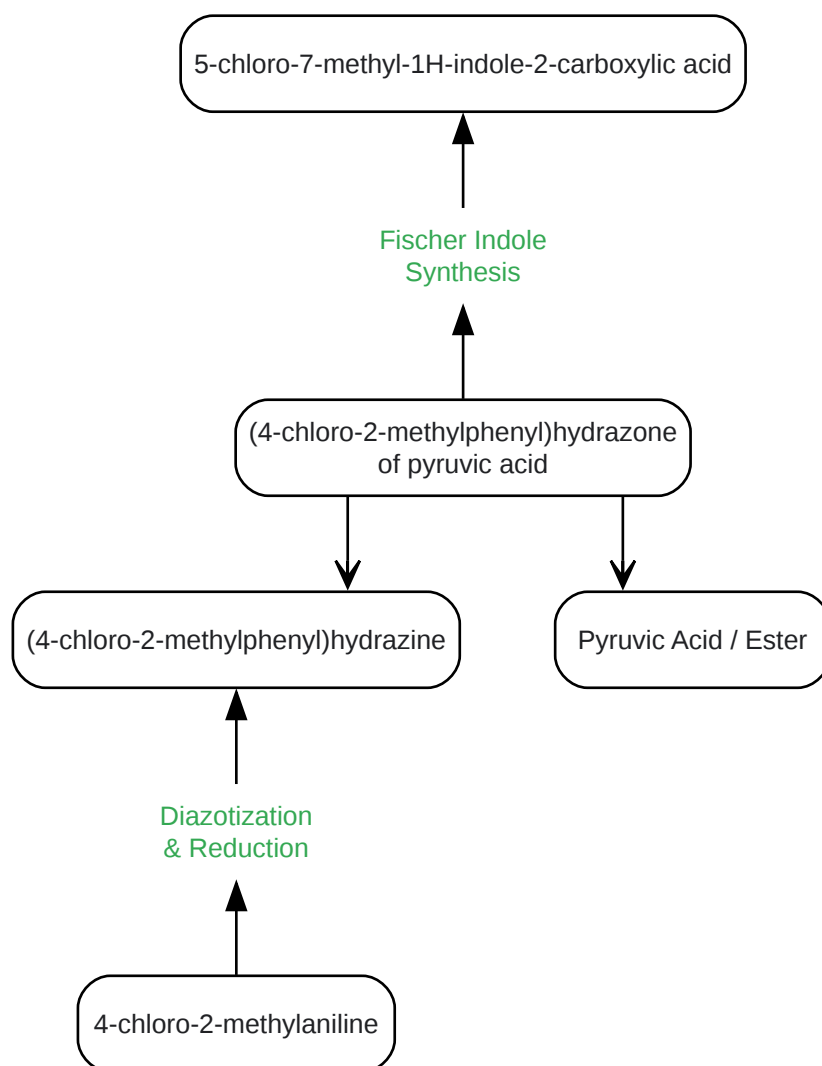 5-chloro-7-methyl-1H-indole-2-carboxylic acid
Fischer Indole
Synthesis
(4-chloro-2-methylphenyl)hydrazone
of pyruvic acid
(4-chloro-2-methylphenyl)hydrazine
Pyruvic Acid / Ester
Diazotization
& Reduction
4-chloro-2-methylaniline